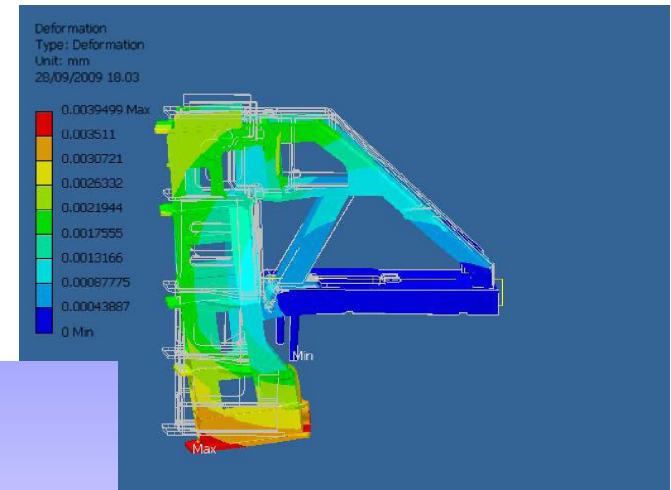 Deformation
Type: Deformation
Unit: mm
28/09/2009 18.03
0.0039499 Max
0.003511
0.0030721
0.0026332
0.0021944
0.0017555
0.0013166
0.00087775
0.00043887
0 Min
Min
Max